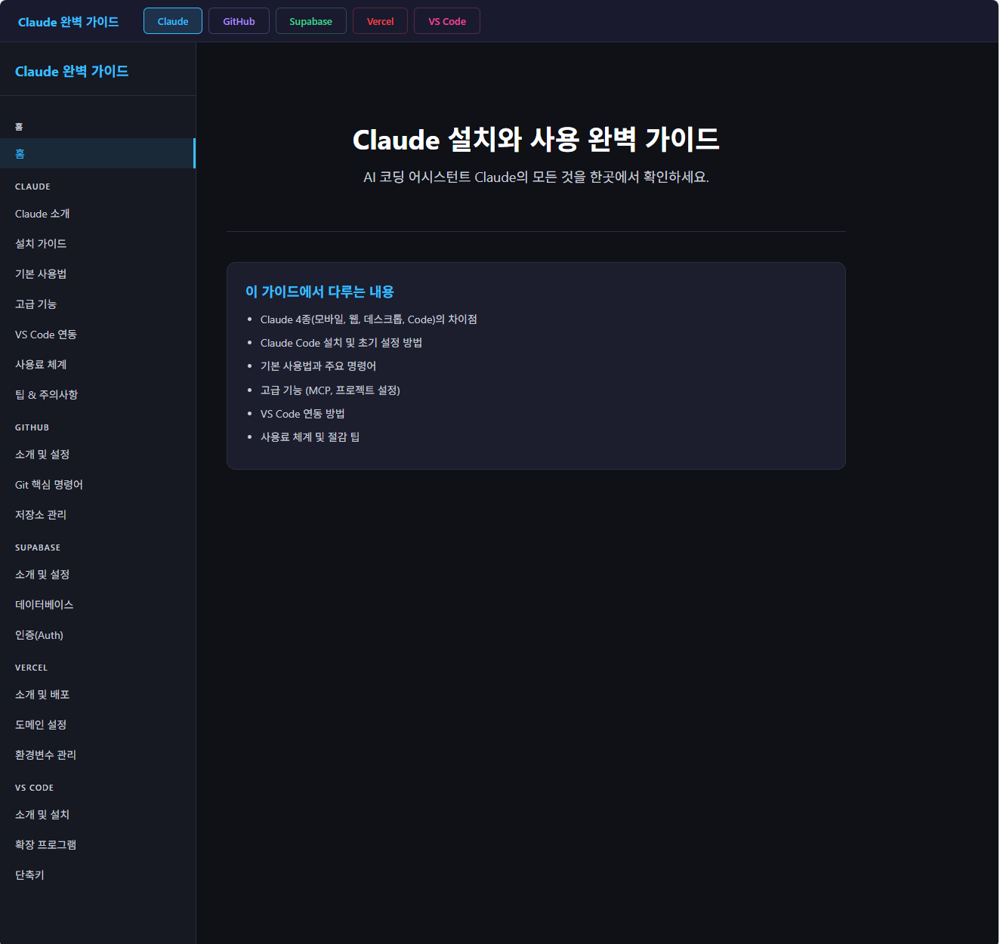 Claude 완벽 가이드
Claude
GitHub
Supabase
Vercel
VS Code
Claude 완벽 가이드
홈
홈
CLAUDE
Claude 소개
설치 가이드
기본 사용법
고급 기능
VS Code 연동
사용료 체계
팁 & 주의사항
GITHUB
소개 및 설정
Git 핵심 명령어
저장소 관리
SUPABASE
소개 및 설정
데이터베이스
인증(Auth)
VERCEL
소개 및 배포
도메인 설정
환경변수 관리
VS CODE
소개 및 설치
확장 프로그램
단축키
Claude 설치와 사용 완벽 가이드
AI 코딩 어시스턴트 Claude의 모든 것을 한곳에서 확인하세요.
이 가이드에서 다루는 내용
• Claude 4종(모바일, 웹, 데스크톱, Code)의 차이점
• Claude Code 설치 및 초기 설정 방법
• 기본 사용법과 주요 명령어
• 고급 기능 (MCP, 프로젝트 설정)
• VS Code 연동 방법
• 사용료 체계 및 절감 팁